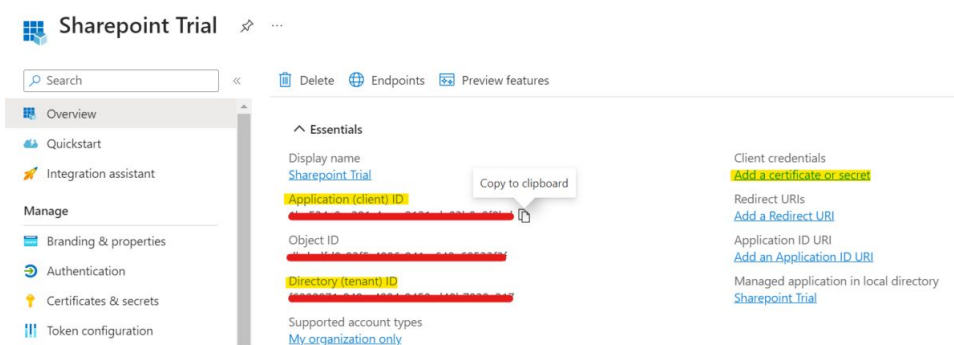 Sharepoint Trial
Search
Delete
Endpoints
Preview features
Overview
Quickstart
Integration assistant
Manage
Branding & properties
Authentication
Certificates & secrets
Token configuration
Essentials
Display name
Sharepoint Trial
Copy to clipboard
Application (client) ID
Object ID
Directory (tenant) ID
Supported account types
My organization only
Client credentials
Add a certificate or secret
Redirect URIs
Add a Redirect URI
Application ID URI
Add an Application ID URI
Managed application in local directory
Sharepoint Trial